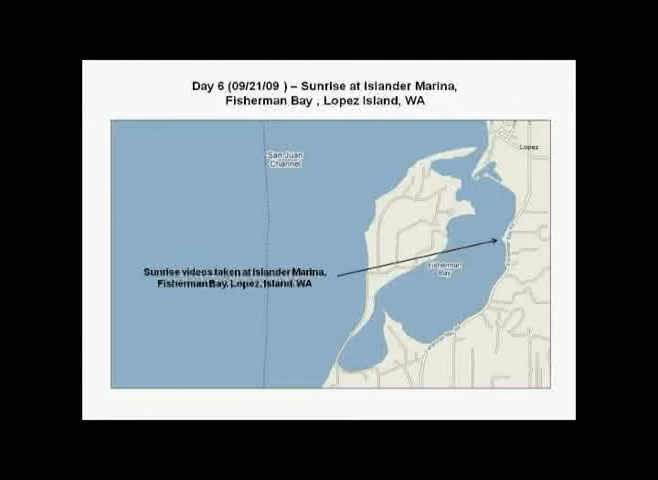 Day 6 (09/21/09 ) – Sunrise at Islander Marina,
Fisherman Bay , Lopez Island, WA
Lopez
San Juan
Channel
Sunrise videos taken at Islander Marina,
Fisherman Bay, Lopez, Island, WA
Fisherman
Bay